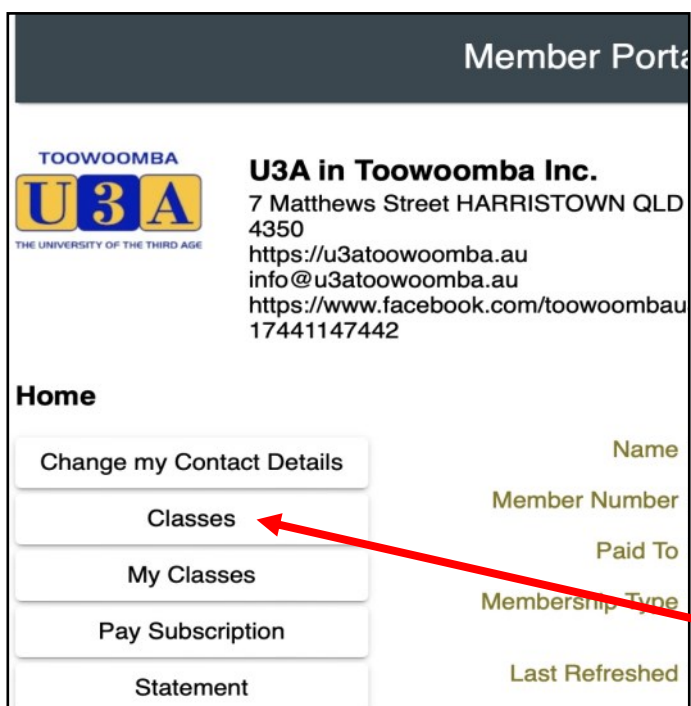 Member Porta
TOOWOOMBA
U3A
THE UNIVERSITY OF THE THIRD AGE
U3A in Toowoomba Inc.
7 Matthews Street HARRISTOWN QLD
4350
https://u3atoowoomba.au
info@u3atoowoomba.au
https://www.facebook.com/toowoombau
17441147442
Home
Change my Contact Details
Classes
My Classes
Pay Subscription
Statement
Name
Member Number
Paid To
Membership Type
Last Refreshed